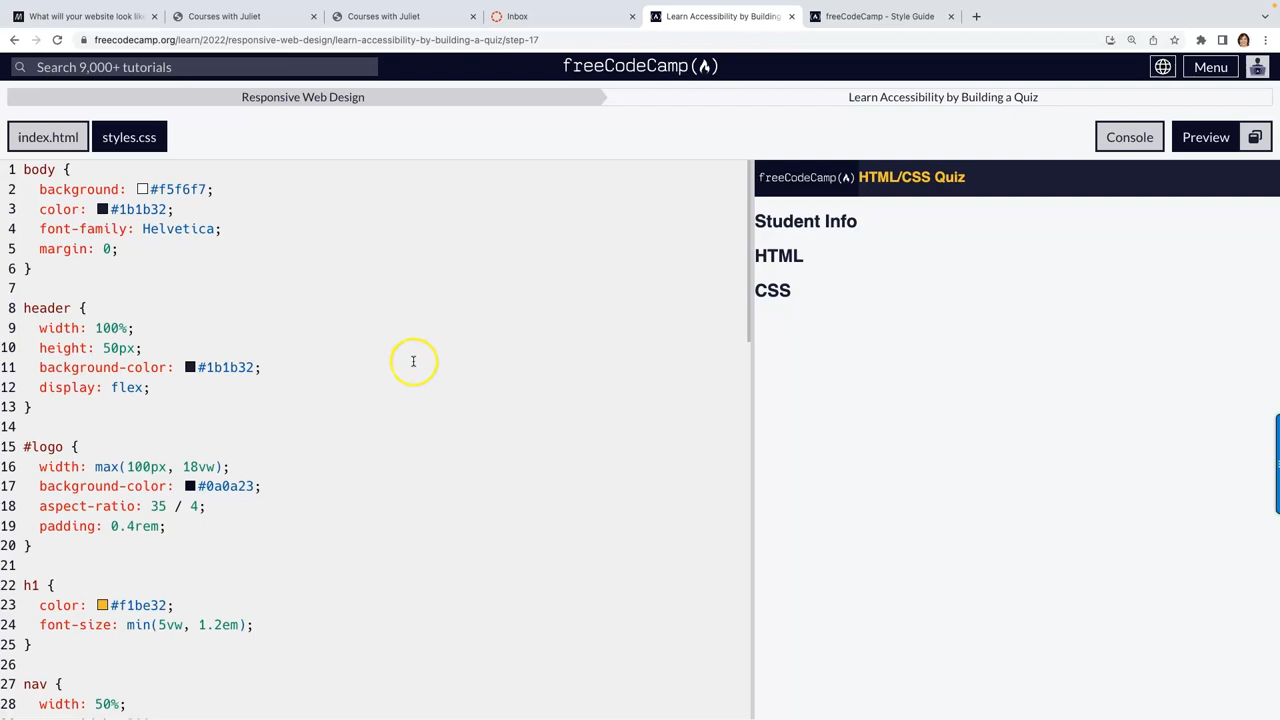 What will your website look lik
Courses with Juliet
Courses with Juliet
Inbox
Learn Accessibility by Building
freeCodeCamp - Style Guide
freecodecamp.org/learn/2022/responsive-web-design/learn-accessibility-by-building-a-quiz/step-17
Search 9,000+ tutorials
freeCodeCamp
Menu
Responsive Web Design
Learn Accessibility by Building a Quiz
index.html
styles.css
Console
Preview
1 body {
2 background: #f5f6f7;
3 color: #1b1b32;
4 font-family: Helvetica;
5 margin: 0;
6 }
7
8 header {
9 width: 100%;
10 height: 50px;
11 background-color: #1b1b32;
12 display: flex;
13 }
14
15 #logo {
16 width: max(100px, 18vw);
17 background-color: #0a0a23;
18 aspect-ratio: 35 / 4;
19 padding: 0.4rem;
20 }
21
22 h1 {
23 color: #f1be32;
24 font-size: min(5vw, 1.2em);
25 }
26
27 nav {
28 width: 50%;
freeCodeCamp HTML/CSS Quiz
Student Info
HTML
CSS